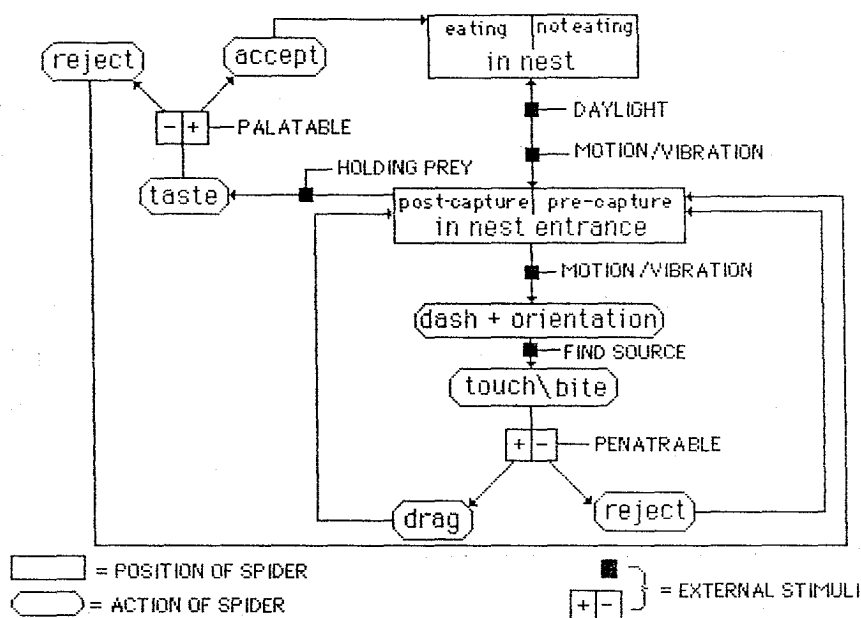 eating not eating
in nest
reject
accept
DAYLIGHT
- + PALATABLE
MOTION/VIBRATION
HOLDING PREY
taste
post-capture pre-capture
in nest entrance
MOTION/VIBRATION
dash + orientation
FIND SOURCE
touch\bite
+ - PENATRABLE
drag
reject
= POSITION OF SPIDER
= ACTION OF SPIDER
+ -
= EXTERNAL STIMULI